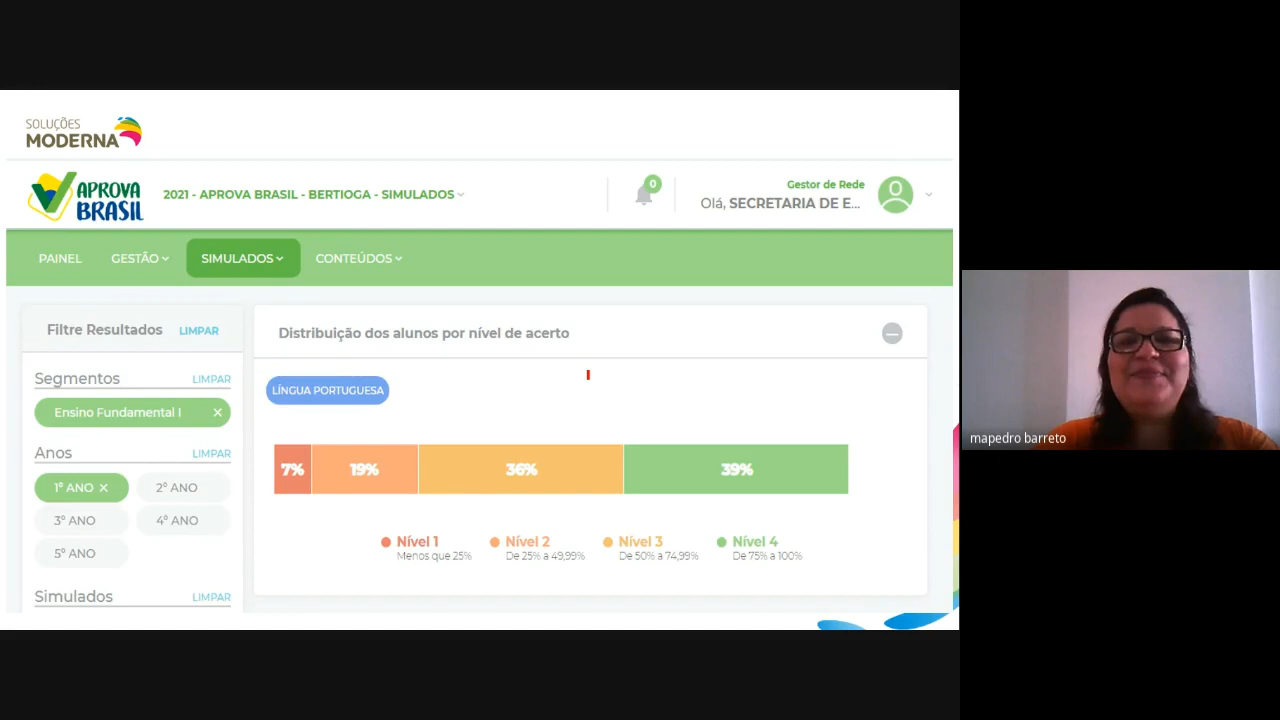 SOLUÇÕES
MODERNA
APROVA
BRASIL
2021 - APROVA BRASIL - BERTIOGA - SIMULADOS
0
Gestor de Rede
Olá, SECRETARIA DE E...
PAINEL GESTÃO SIMULADOS CONTEÚDOS
Filtre Resultados LIMPAR
Segmentos LIMPAR
Ensino Fundamental I ×
Anos LIMPAR
1º ANO × 2º ANO
3º ANO 4º ANO
5º ANO
Simulados LIMPAR
Distribuição dos alunos por nível de acerto
LÍNGUA PORTUGUESA
7% 19% 36% 39%
Nível 1 Nível 2 Nível 3 Nível 4
Menos que 25% De 25% a 49,99% De 50% a 74,99% De 75% a 100%
mapedro barreto